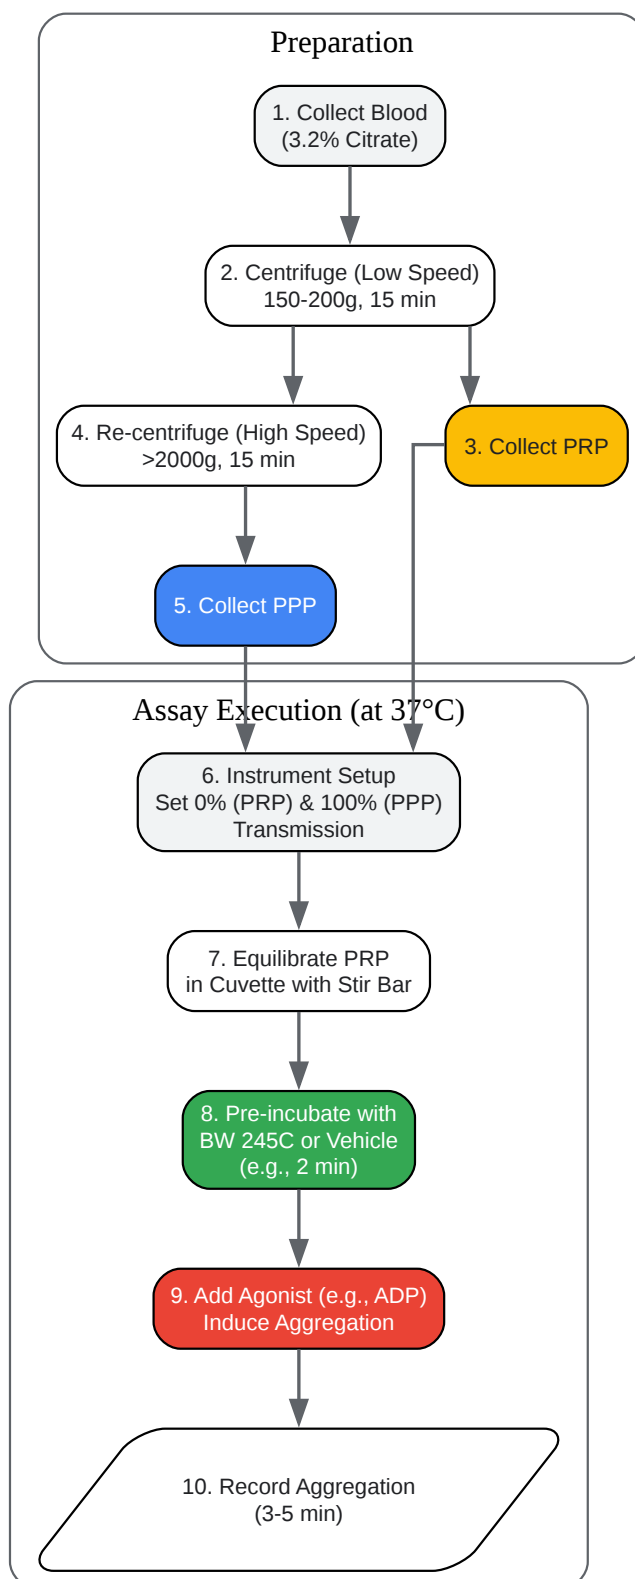 Preparation
1. Collect Blood
(3.2% Citrate)
2. Centrifuge (Low Speed)
150-200g, 15 min
4. Re-centrifuge (High Speed)
>2000g, 15 min
3. Collect PRP
5. Collect PPP
Assay Execution (at 37°C)
6. Instrument Setup
Set 0% (PRP) & 100% (PPP)
Transmission
7. Equilibrate PRP
in Cuvette with Stir Bar
8. Pre-incubate with
BW 245C or Vehicle
(e.g., 2 min)
9. Add Agonist (e.g., ADP)
Induce Aggregation
10. Record Aggregation
(3-5 min)